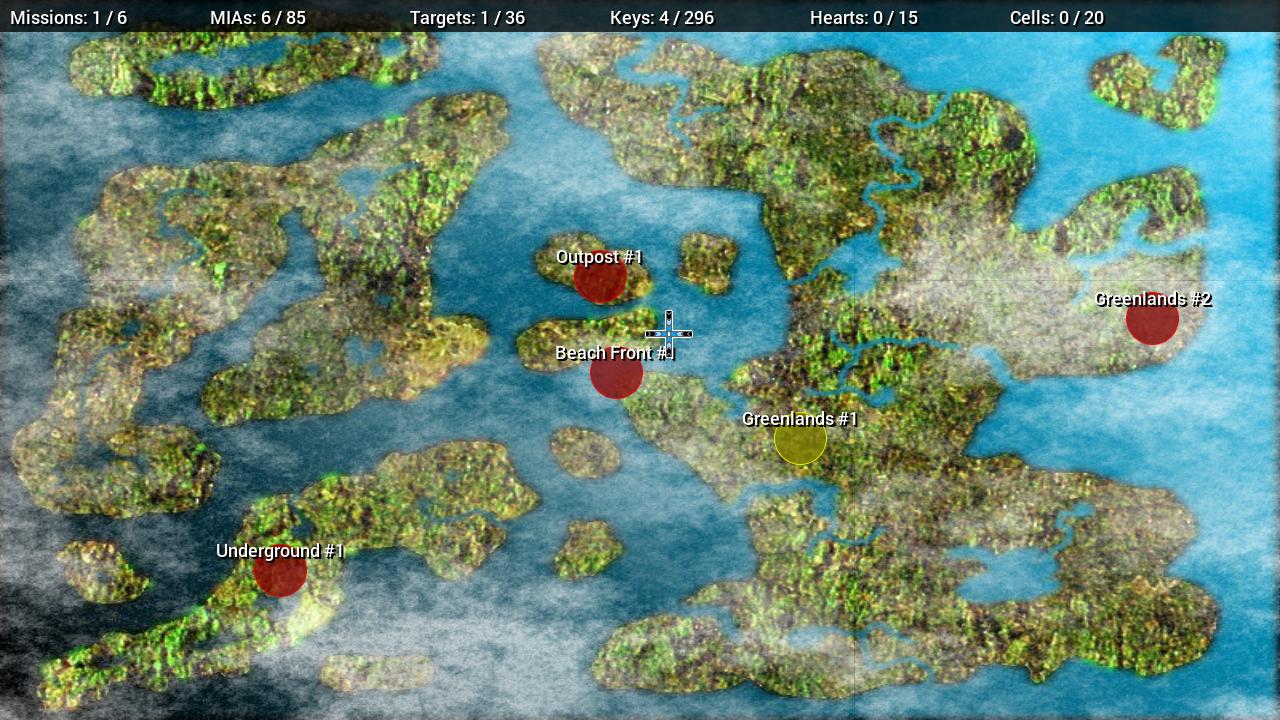 Missions: 1 / 6 MIAs: 6 / 85 Targets: 1 / 36 Keys: 4 / 296 Hearts: 0 / 15 Cells: 0 / 20
Outpost #1
Greenlands #2
Beach Front #1
Greenlands #1
Underground #1